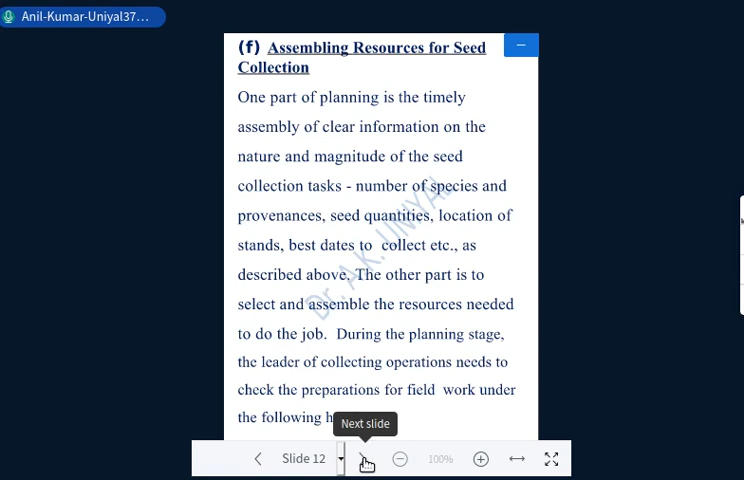 Anil-Kumar-Uniyal37...
(f) Assembling Resources for Seed
Collection
One part of planning is the timely
assembly of clear information on the
nature and magnitude of the seed
collection tasks - number of species and
provenances, seed quantities, location of
stands, best dates to collect etc., as
described above. The other part is to
select and assemble the resources needed
to do the job. During the planning stage,
the leader of collecting operations needs to
check the preparations for field work under
the following
Dr. A.K. UNIYAL
Next slide
Slide 12
100%